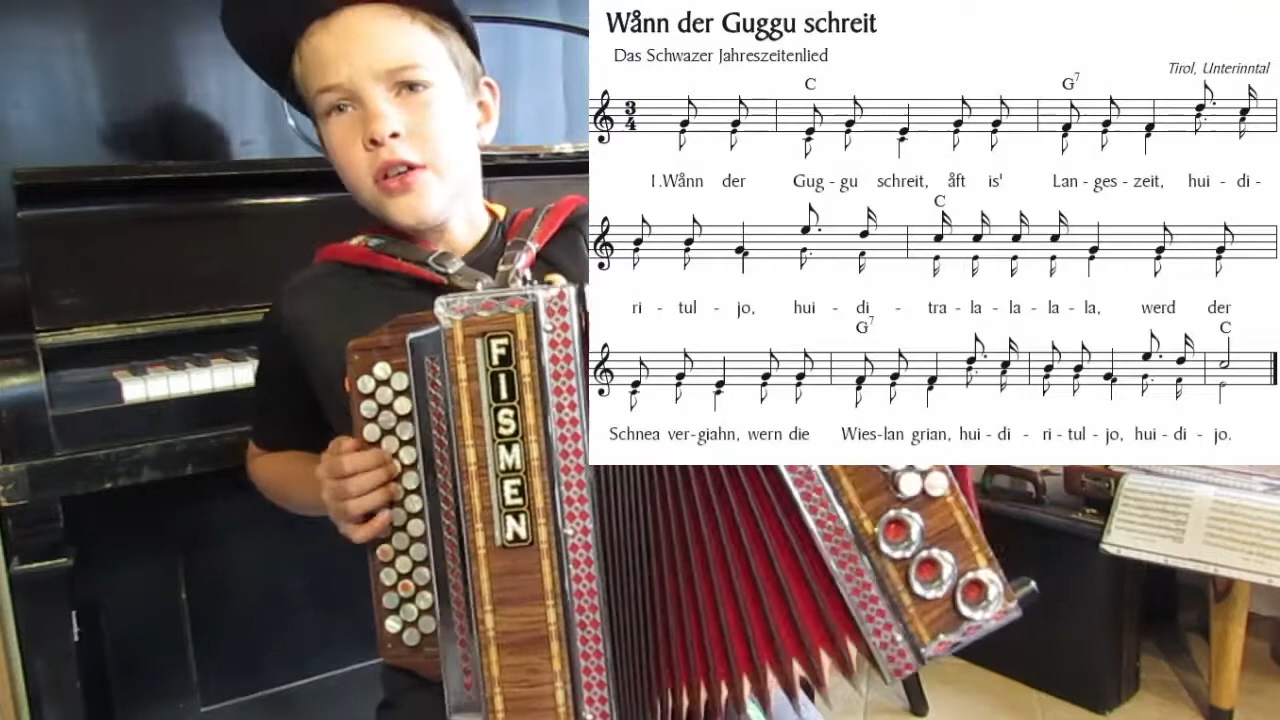 Wånn der Guggu schreit
Das Schwazer Jahreszeitenlied
Tirol, Unterinntal
C G7
3
4
1.Wånn der Gug - gu schreit, åft is' Lan - ges - zeit, hui - di -
C
ri - tul - jo, hui - di - tra - la - la - la - la, werd der
G7 C
Schnea ver-giahn, wern die Wies-lan grian, hui - di - ri - tul - jo, hui - di - jo.
FISMEN